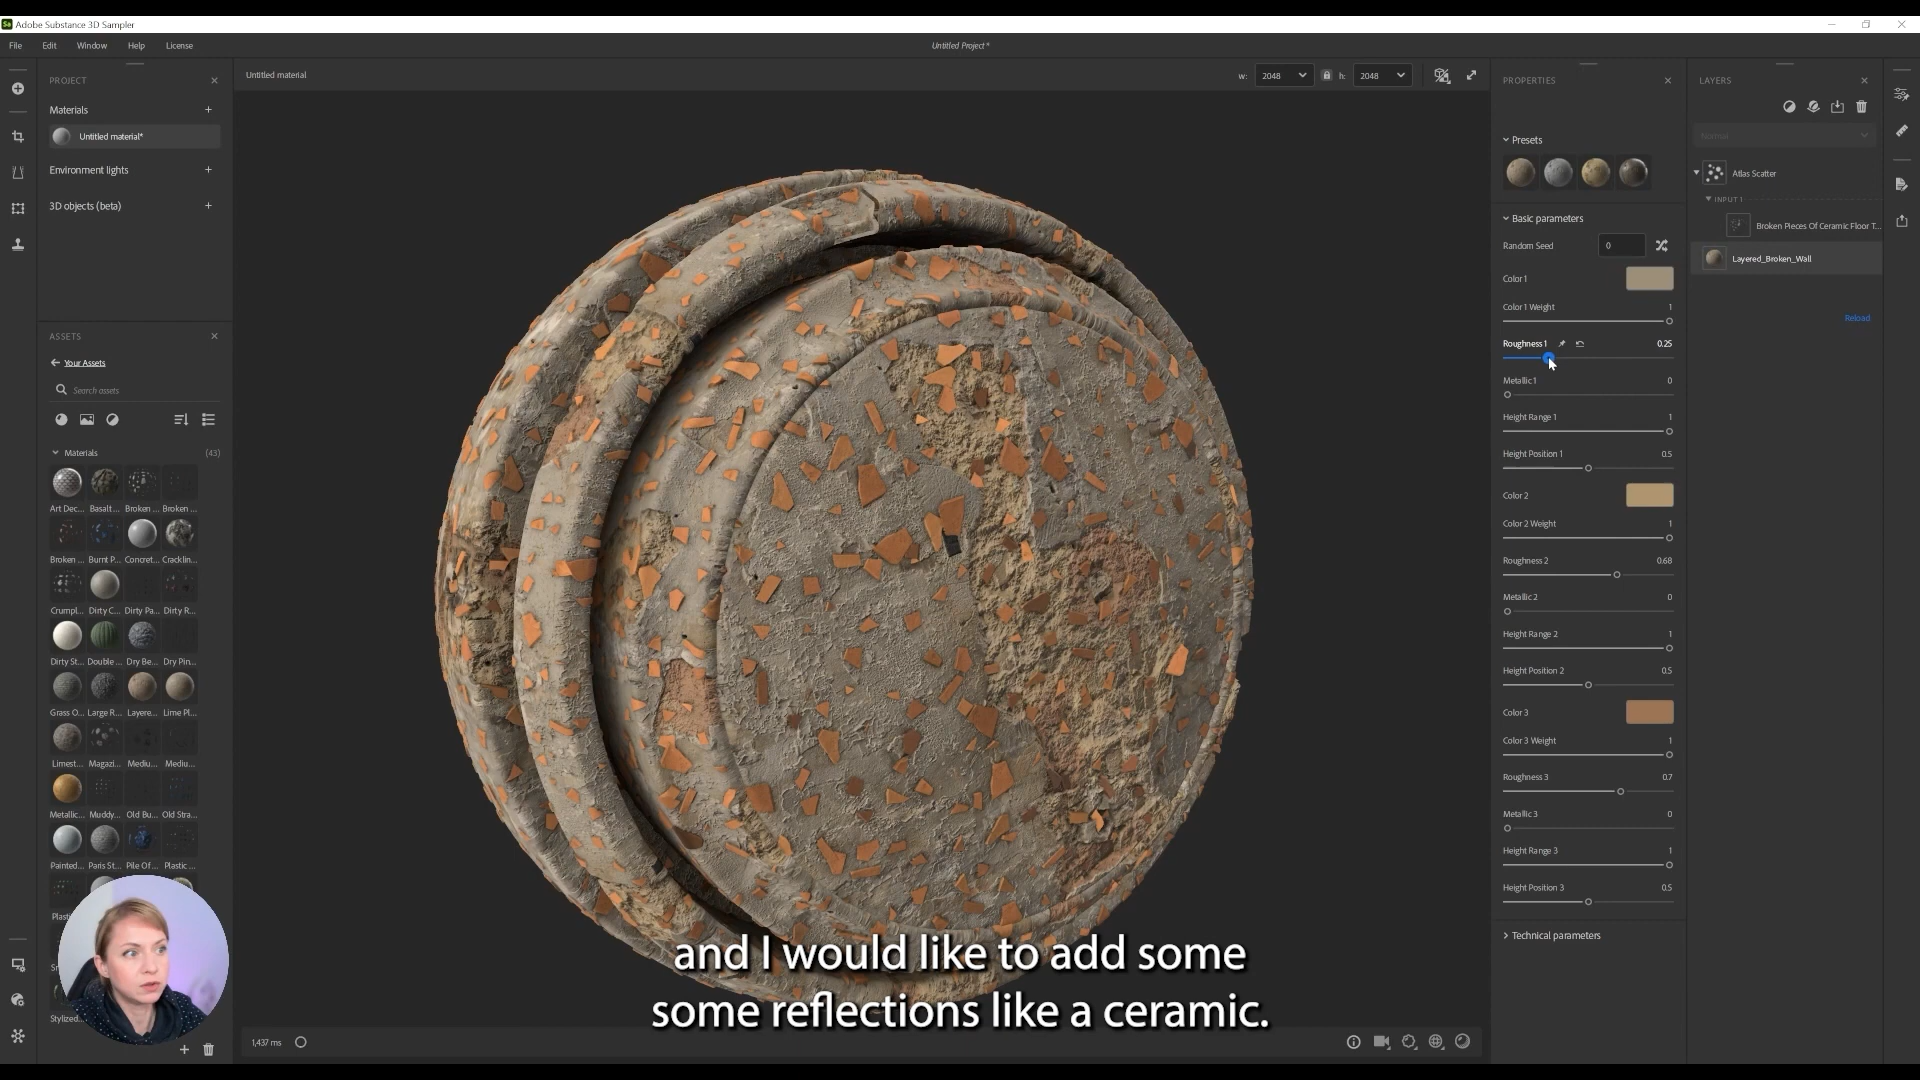 Adobe Substance 3D Sampler
File Edit Window Help License
Untitled Project *
PROJECT
Materials
Untitled material*
Environment lights
3D objects (beta)
ASSETS
Your Assets
Search assets
Materials (43)
Art Dec... Basalt... Broken ... Broken ...
Broken ... Burnt P... Concret... Cracklin...
Crumpl... Dirty C... Dirty Pa... Dirty R...
Dirty St... Double ... Dry Be... Dry Pin...
Grass O... Large R... Layere... Lime Pl...
Limest... Magazi... Mediu... Mediu...
Metallic... Muddy... Old Bu... Old Stra...
Painted... Paris St... Pile Of... Plastic ...
Stylized...
Untitled material
w: 2048 h: 2048
and I would like to add some
some reflections like a ceramic.
1,437 ms
PROPERTIES
Presets
Basic parameters
Random Seed 0
Color 1
Color 1 Weight 1
Roughness 1 0.25
Metallic 1 0
Height Range 1 1
Height Position 1 0.5
Color 2
Color 2 Weight 1
Roughness 2 0.68
Metallic 2 0
Height Range 2 1
Height Position 2 0.5
Color 3
Color 3 Weight 1
Roughness 3 0.7
Metallic 3 0
Height Range 3 1
Height Position 3 0.5
Technical parameters
LAYERS
Normal
Atlas Scatter
INPUT 1
Broken Pieces Of Ceramic Floor T...
Layered_Broken_Wall
Reload